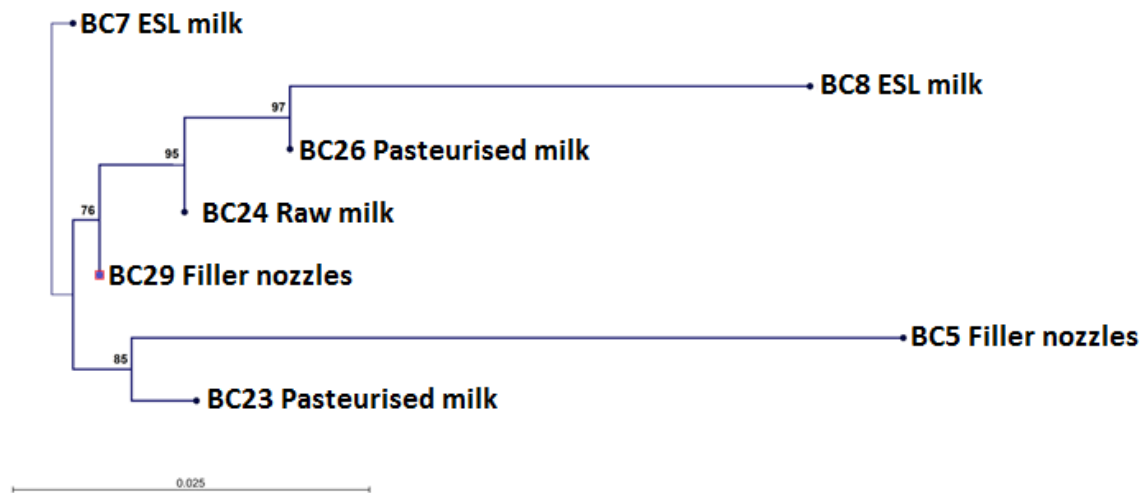 BC7 ESL milk
BC8 ESL milk
97
BC26 Pasteurised milk
95
BC24 Raw milk
76
BC29 Filler nozzles
BC5 Filler nozzles
85
BC23 Pasteurised milk
0.025